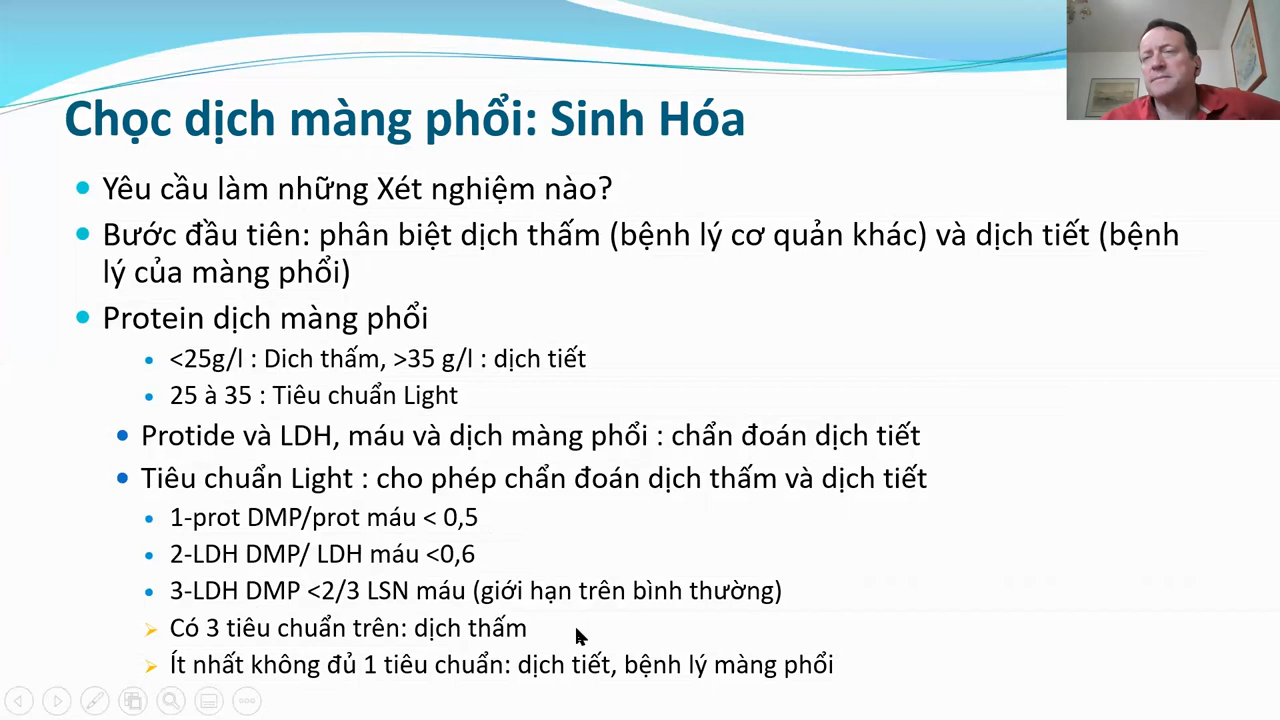 Chọc dịch màng phổi: Sinh Hóa
Yêu cầu làm những Xét nghiệm nào?
Bước đầu tiên: phân biệt dịch thấm (bệnh lý cơ quản khác) và dịch tiết (bệnh
lý của màng phổi)
Protein dịch màng phổi
<25g/l : Dich thấm, >35 g/l : dịch tiết
25 à 35 : Tiêu chuẩn Light
Protide và LDH, máu và dịch màng phổi : chẩn đoán dịch tiết
Tiêu chuẩn Light : cho phép chẩn đoán dịch thấm và dịch tiết
1-prot DMP/prot máu < 0,5
2-LDH DMP/ LDH máu <0,6
3-LDH DMP <2/3 LSN máu (giới hạn trên bình thường)
Có 3 tiêu chuẩn trên: dịch thấm
Ít nhất không đủ 1 tiêu chuẩn: dịch tiết, bệnh lý màng phổi